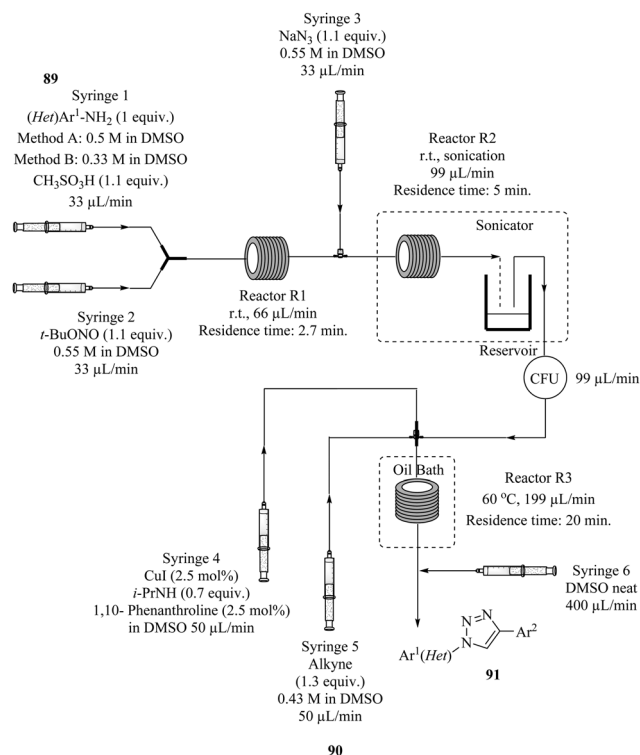 Syringe 3
NaN3 (1.1 equiv.)
0.55 M in DMSO
33 µL/min
89
Syringe 1
(Het)Ar1-NH2 (1 equiv.)
Method A: 0.5 M in DMSO
Method B: 0.33 M in DMSO
CH3SO3H (1.1 equiv.)
33 µL/min
Reactor R2
r.t., sonication
99 µL/min
Residence time: 5 min.
Sonicator
Reactor R1
r.t., 66 µL/min
Residence time: 2.7 min.
Syringe 2
t-BuONO (1.1 equiv.)
0.55 M in DMSO
33 µL/min
Reservoir
CFU
99 µL/min
Oil Bath
Reactor R3
60 °C, 199 µL/min
Residence time: 20 min.
Syringe 4
CuI (2.5 mol%)
i-PrNH (0.7 equiv.)
1,10- Phenanthroline (2.5 mol%)
in DMSO 50 µL/min
Syringe 6
DMSO neat
400 µL/min
Syringe 5
Alkyne
(1.3 equiv.)
0.43 M in DMSO
50 µL/min
N
N
N
Ar2
Ar1(Het)
91
90